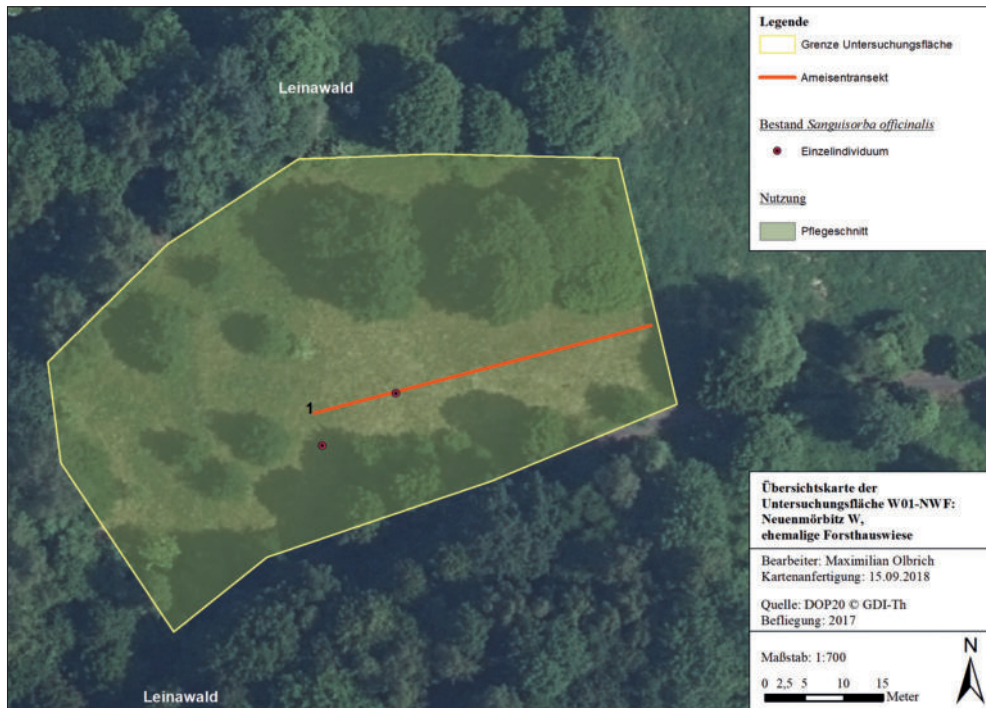 Leinawald
1
Leinawald
Legende
Grenze Untersuchungsfläche
Ameisentransekt
Bestand Sanguisorba officinalis
Einzelindividuum
Nutzung
Pflegeschnitt
Übersichtskarte der
Untersuchungsfläche W01-NWF:
Neuenmörbitz W,
ehemalige Forsthauswiese
Bearbeiter: Maximilian Olbrich
Kartenanfertigung: 15.09.2018
Quelle: DOP20 © GDI-Th
Befliegung: 2017
Maßstab: 1:700
N
0 2,5 5 10 15
Meter